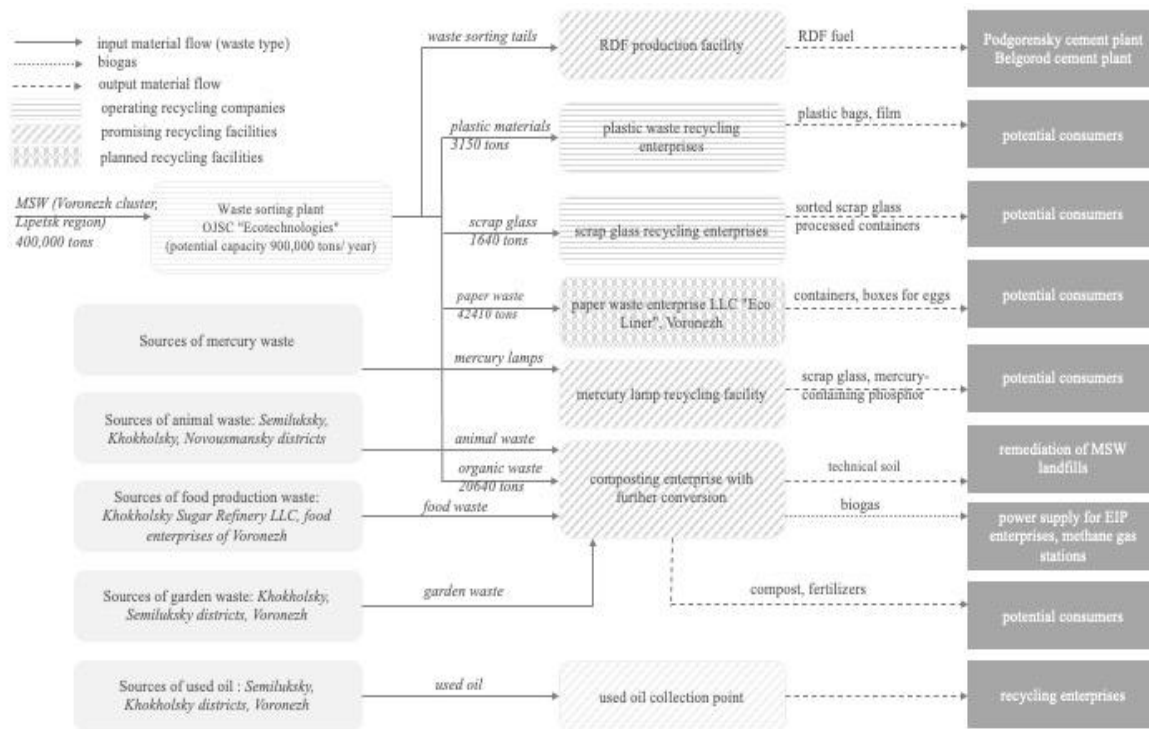 input material flow (waste type)
biogas
output material flow
operating recycling companies
promising recycling facilities
planned recycling facilities
MSW (Voronezh cluster,
Lipetsk region)
400,000 tons
Waste sorting plant
OJSC "Ecotechnologies"
(potential capacity 900,000 tons/ year)
waste sorting tails
RDF production facility
RDF fuel
Podgorensky cement plant
Belgorod cement plant
plastic materials
3150 tons
plastic waste recycling
enterprises
plastic bags, film
potential consumers
scrap glass
1640 tons
scrap glass recycling enterprises
sorted scrap glass
processed containers
potential consumers
paper waste
42410 tons
paper waste enterprise LLC "Eco
Liner", Voronezh
containers, boxes for eggs
potential consumers
Sources of mercury waste
mercury lamps
mercury lamp recycling facility
scrap glass, mercury-
containing phosphor
potential consumers
Sources of animal waste: Semiluksky,
Khokholsky, Novousmansky districts
animal waste
organic waste
20640 tons
composting enterprise with
further conversion
technical soil
remediation of MSW
landfills
Sources of food production waste:
Khokholsky Sugar Refinery LLC, food
enterprises of Voronezh
food waste
biogas
power supply for EIP
enterprises, methane gas
stations
Sources of garden waste: Khokholsky,
Semiluksky districts, Voronezh
garden waste
compost, fertilizers
potential consumers
Sources of used oil : Semiluksky,
Khokholsky districts, Voronezh
used oil
used oil collection point
recycling enterprises